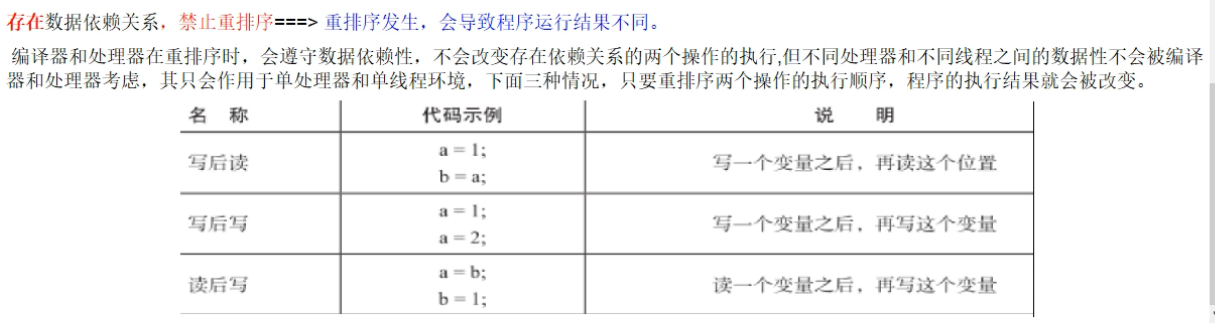 存在数据依赖关系，禁止重排序===> 重排序发生，会导致程序运行结果不同。
编译器和处理器在重排序时，会遵守数据依赖性，不会改变存在依赖关系的两个操作的执行,但不同处理器和不同线程之间的数据性不会被编译
器和处理器考虑，其只会作用于单处理器和单线程环境，下面三种情况，只要重排序两个操作的执行顺序，程序的执行结果就会被改变。
名 称 代码示例 说 明
写后读 a = 1; 写一个变量之后，再读这个位置
b = a;
写后写 a = 1; 写一个变量之后，再写这个变量
a = 2;
读后写 a = b; 读一个变量之后，再写这个变量
b = 1;